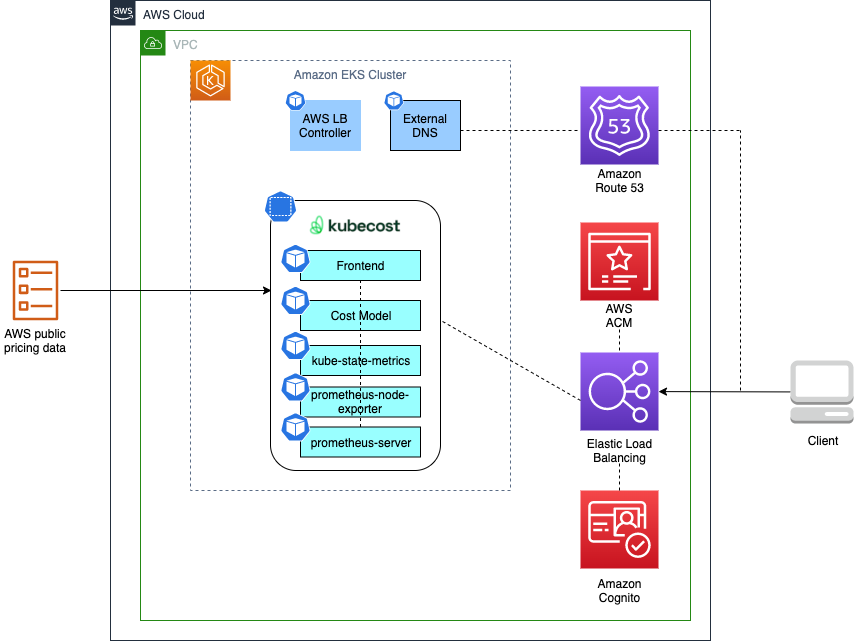 aws
AWS Cloud
VPC
Amazon EKS Cluster
AWS LB
Controller
External
DNS
53
Amazon
Route 53
kubecost
Frontend
Cost Model
kube-state-metrics
prometheus-node-
exporter
prometheus-server
AWS public
pricing data
AWS
ACM
Elastic Load
Balancing
Client
Amazon
Cognito
K